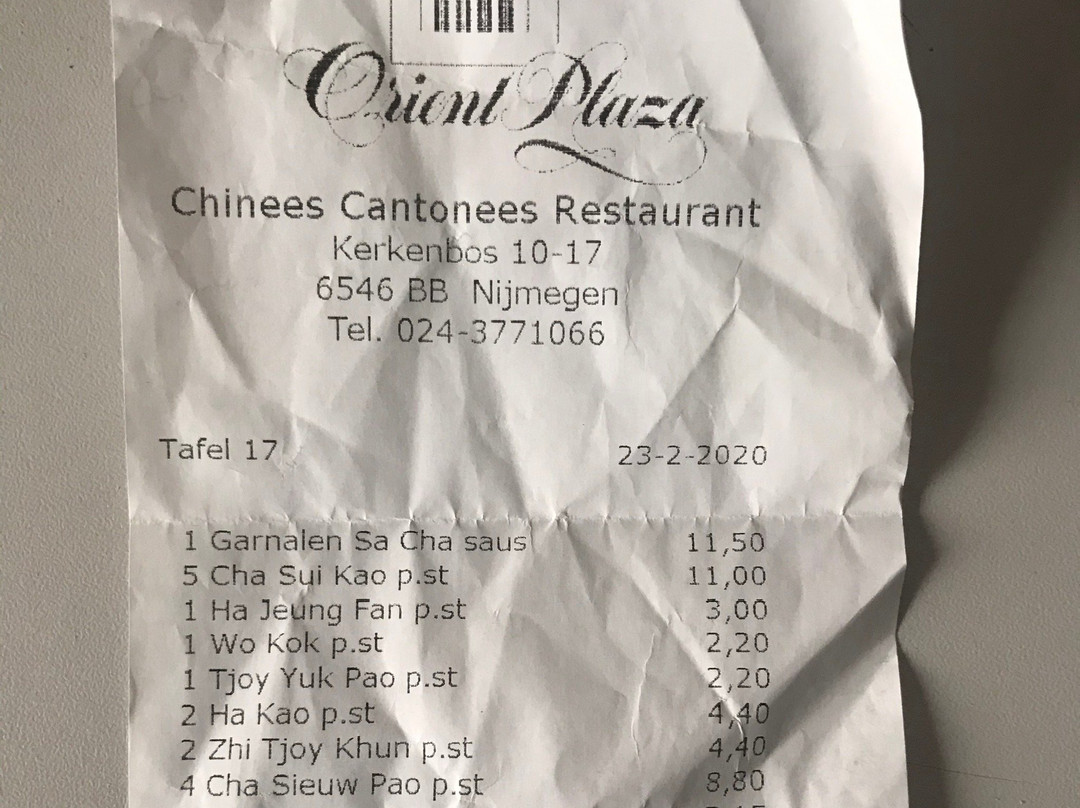 Orient Plaza
Chinees Cantonees Restaurant
Kerkenbos 10-17
6546 BB Nijmegen
Tel. 024-3771066
Tafel 17 23-2-2020
1 Garnalen Sa Cha saus 11,50
5 Cha Sui Kao p.st 11,00
1 Ha Jeung Fan p.st 3,00
1 Wo Kok p.st 2,20
1 Tjoy Yuk Pao p.st 2,20
2 Ha Kao p.st 4,40
2 Zhi Tjoy Khun p.st 4,40
4 Cha Sieuw Pao p.st 8,80